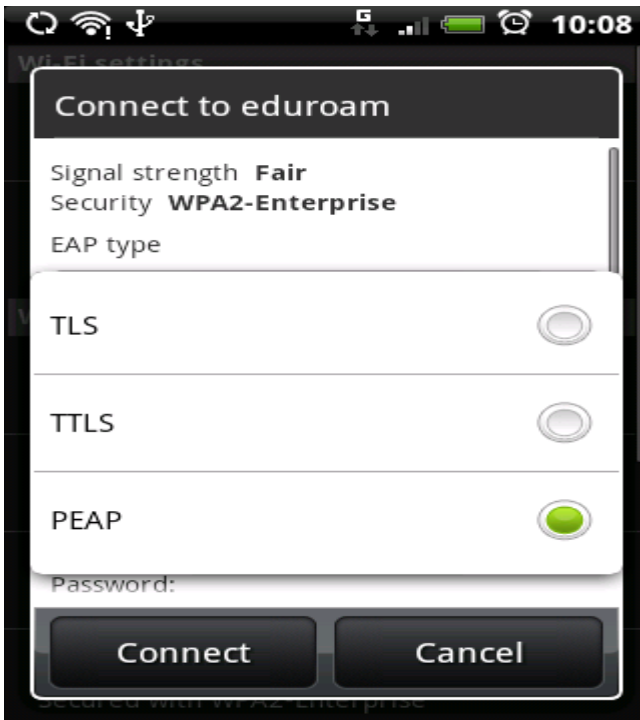 G
10:08
Wi-Fi settings
Connect to eduroam
Signal strength Fair
Security WPA2-Enterprise
EAP type
TLS
TTLS
PEAP
Password:
Connect Cancel
Secured with WPA2-Enterprise